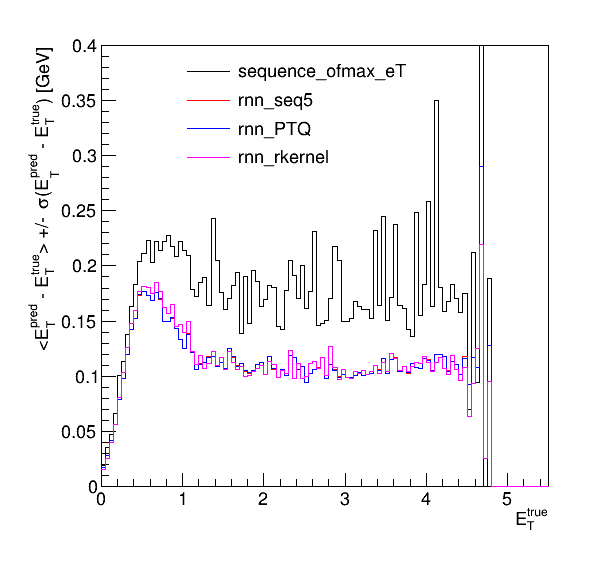 <E_T^pred - E_T^true> +/- σ(E_T^pred - E_T^true) [GeV]
0.4
0.35
0.3
0.25
0.2
0.15
0.1
0.05
0
sequence_ofmax_eT
rnn_seq5
rnn_PTQ
rnn_rkernel
0 1 2 3 4 5
E_T^true